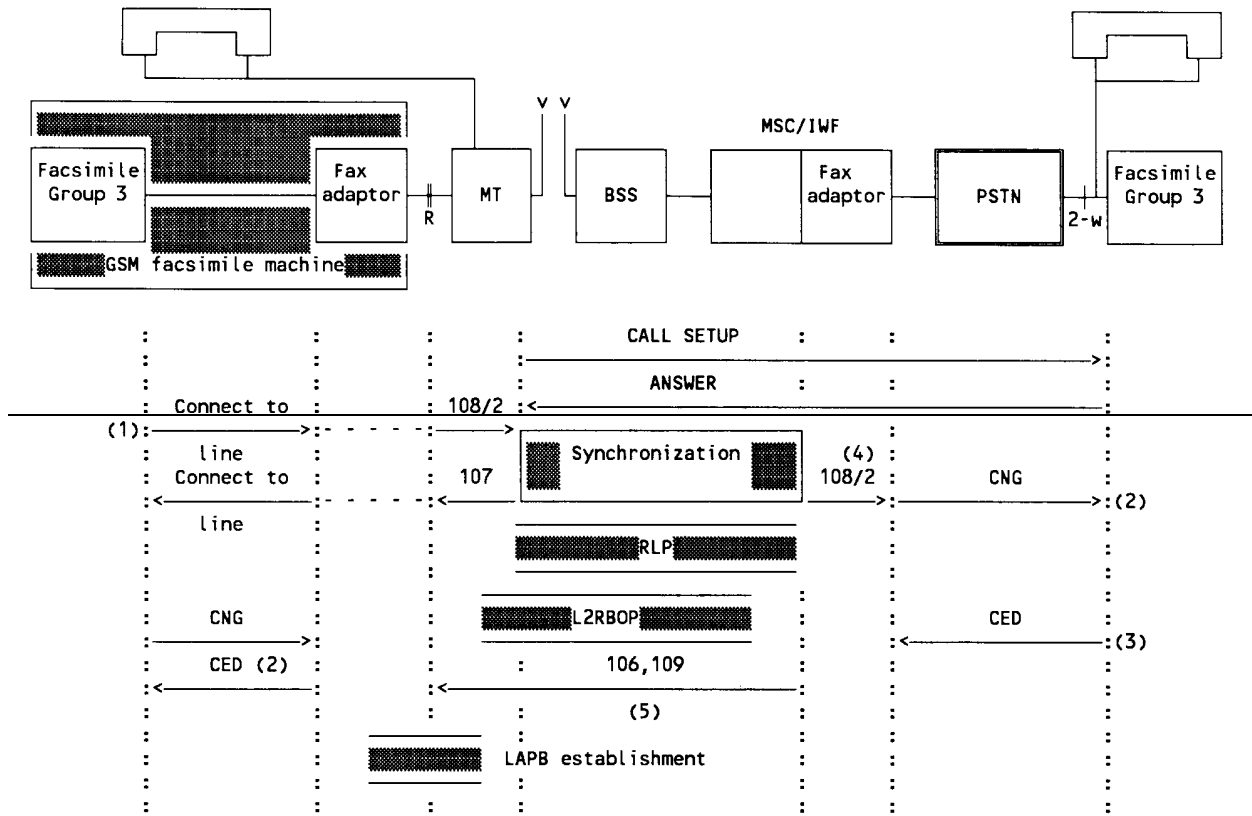 MSC/IWF
Facsimile Group 3
Fax adaptor
R
MT
BSS
Fax adaptor
PSTN
2-w
Facsimile Group 3
GSM facsimile machine
CALL SETUP
ANSWER
Connect to line
108/2
(1)
Synchronization
(4)
Connect to line
107
108/2
CNG
(2)
RLP
L2RBOP
CNG
CED
(3)
CED (2)
106,109
(5)
LAPB establishment